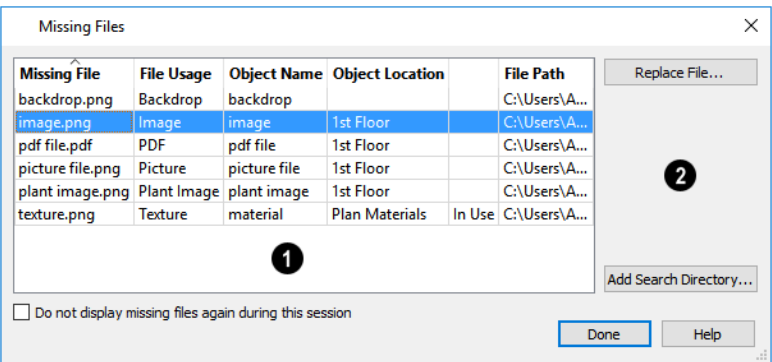 Missing Files
Missing File File Usage Object Name Object Location File Path
backdrop.png Backdrop backdrop C:\Users\A...
image.png Image image 1st Floor C:\Users\A...
pdf file.pdf PDF pdf file 1st Floor C:\Users\A...
picture file.png Picture picture file 1st Floor C:\Users\A...
plant image.png Plant Image plant image 1st Floor C:\Users\A...
texture.png Texture material Plan Materials In Use C:\Users\A...
1
Replace File...
2
Add Search Directory...
Do not display missing files again during this session
Done Help